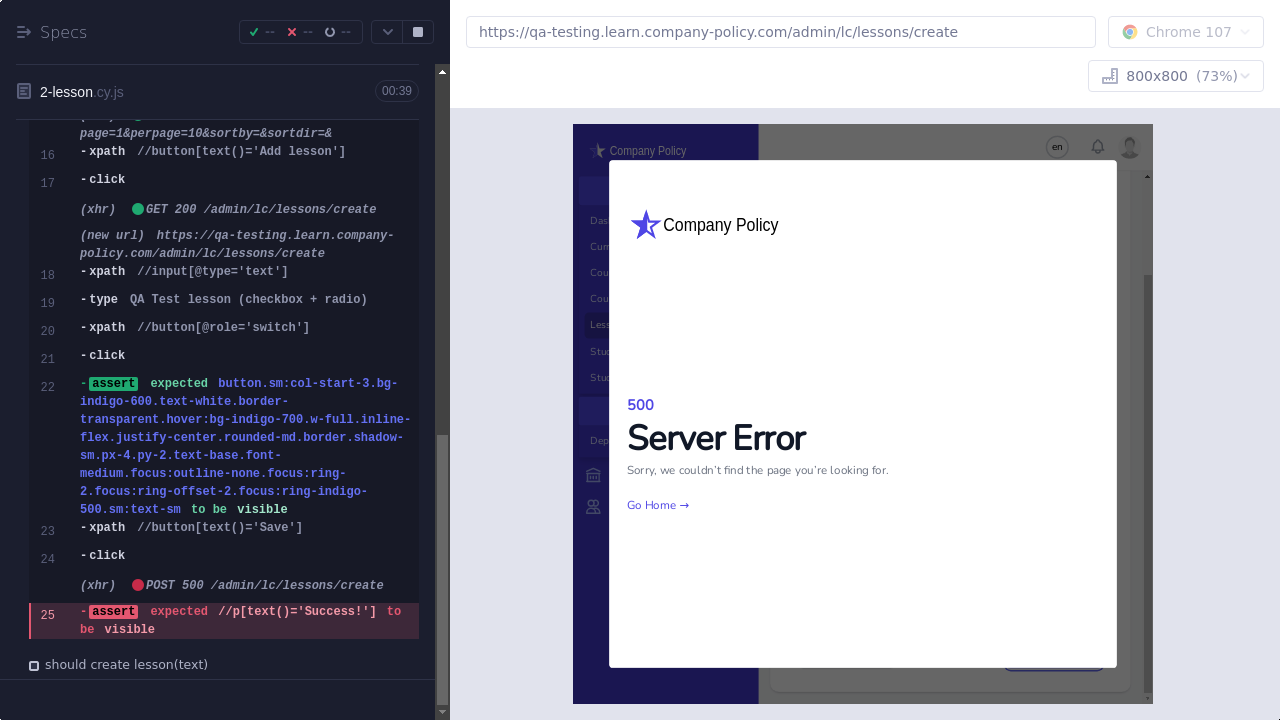 Specs
--
--
--
2-lesson.cy.js
00:39
page=1&perpage=10&sortby=&sortdir=&
16 -xpath //button[text()='Add lesson']
17 -click
(xhr) GET 200 /admin/lc/lessons/create
(new url) https://qa-testing.learn.company-
policy.com/admin/lc/lessons/create
18 -xpath //input[@type='text']
19 -type QA Test lesson (checkbox + radio)
20 -xpath //button[@role='switch']
21 -click
22 -assert expected button.sm:col-start-3.bg-
indigo-600.text-white.border-
transparent.hover:bg-indigo-700.w-full.inline-
flex.justify-center.rounded-md.border.shadow-
sm.px-4.py-2.text-base.font-
medium.focus:outline-none.focus:ring-
2.focus:ring-offset-2.focus:ring-indigo-
500.sm:text-sm to be visible
23 -xpath //button[text()='Save']
24 -click
(xhr) POST 500 /admin/lc/lessons/create
25 -assert expected //p[text()='Success!'] to
be visible
should create lesson(text)
https://qa-testing.learn.company-policy.com/admin/lc/lessons/create
Chrome 107
800x800 (73%)
Company Policy
en
Company Policy
500
Server Error
Sorry, we couldn't find the page you're looking for.
Go Home →